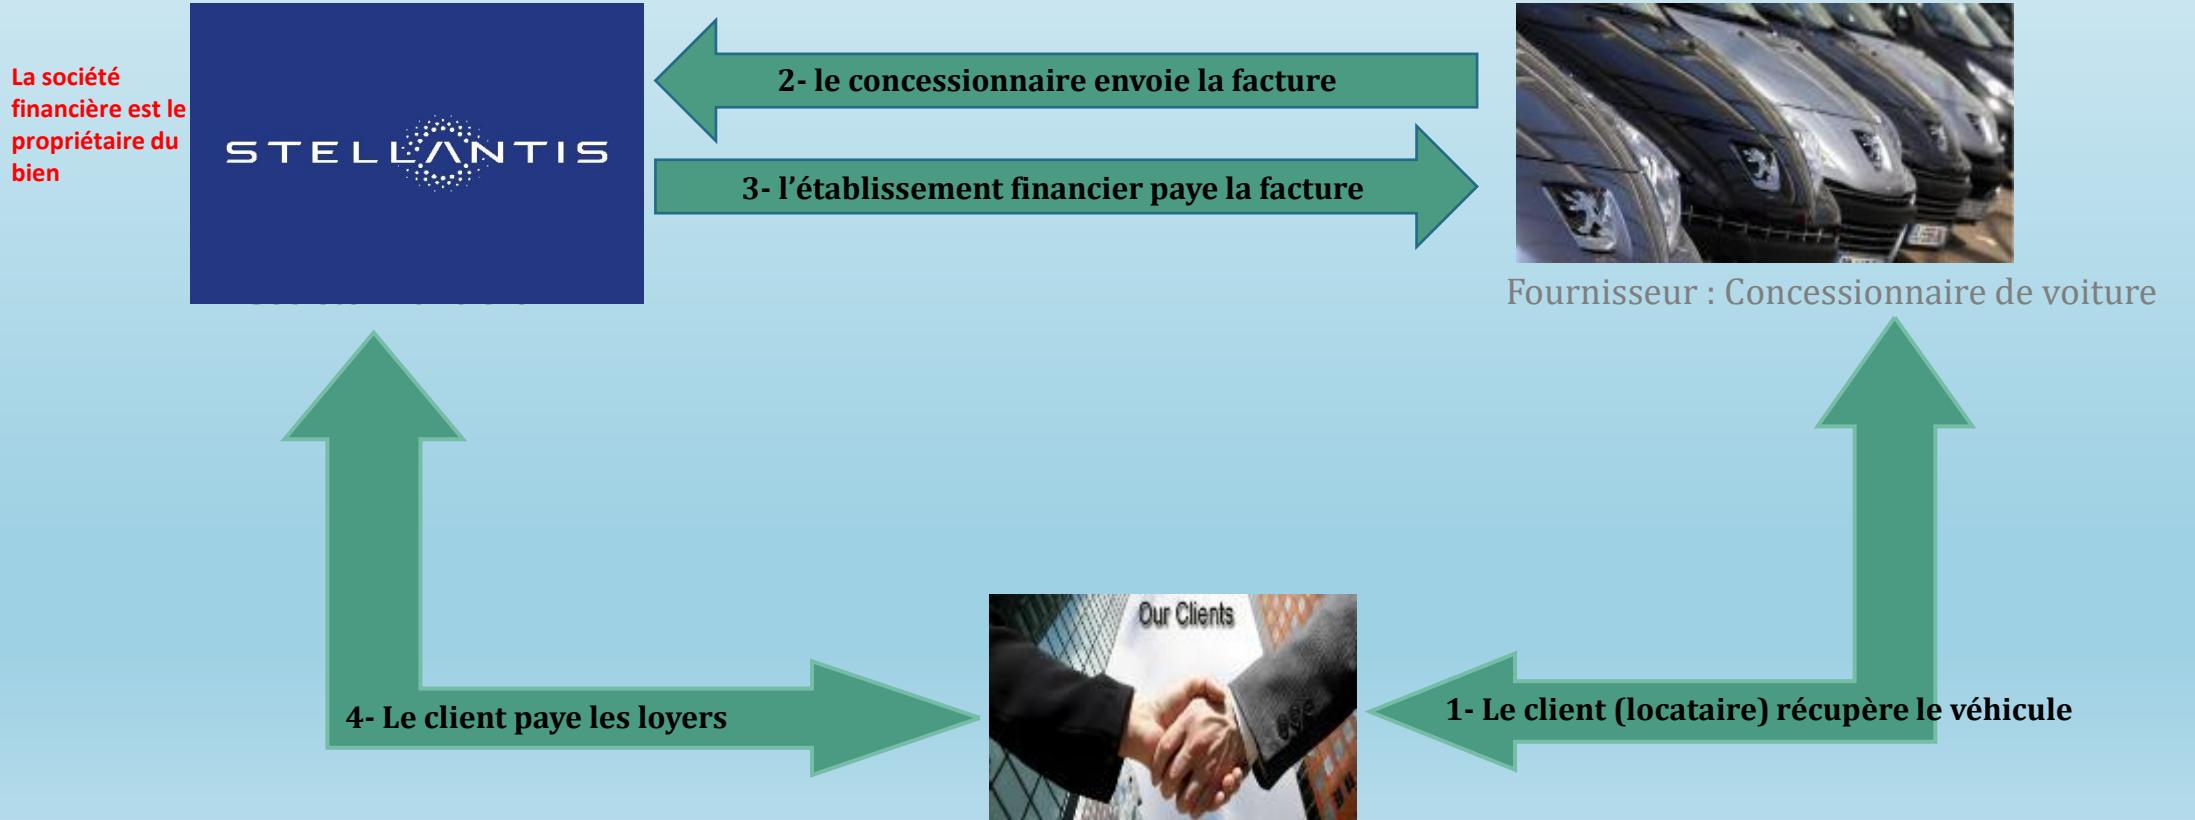 La société
financière est le
propriétaire du
bien
STELLANTIS
2- le concessionnaire envoie la facture
3- l’établissement financier paye la facture
Fournisseur : Concessionnaire de voiture
Our Clients
4- Le client paye les loyers
1- Le client (locataire) récupère le véhicule